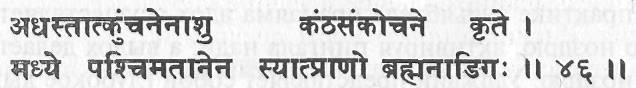 अधस्तात्कुंचनेनाशु कंठसंकोचने कृते ।
मध्ये पश्चिमतानेन स्यात्प्राणो ब्रह्मनाडिगः ॥ ४६ ॥